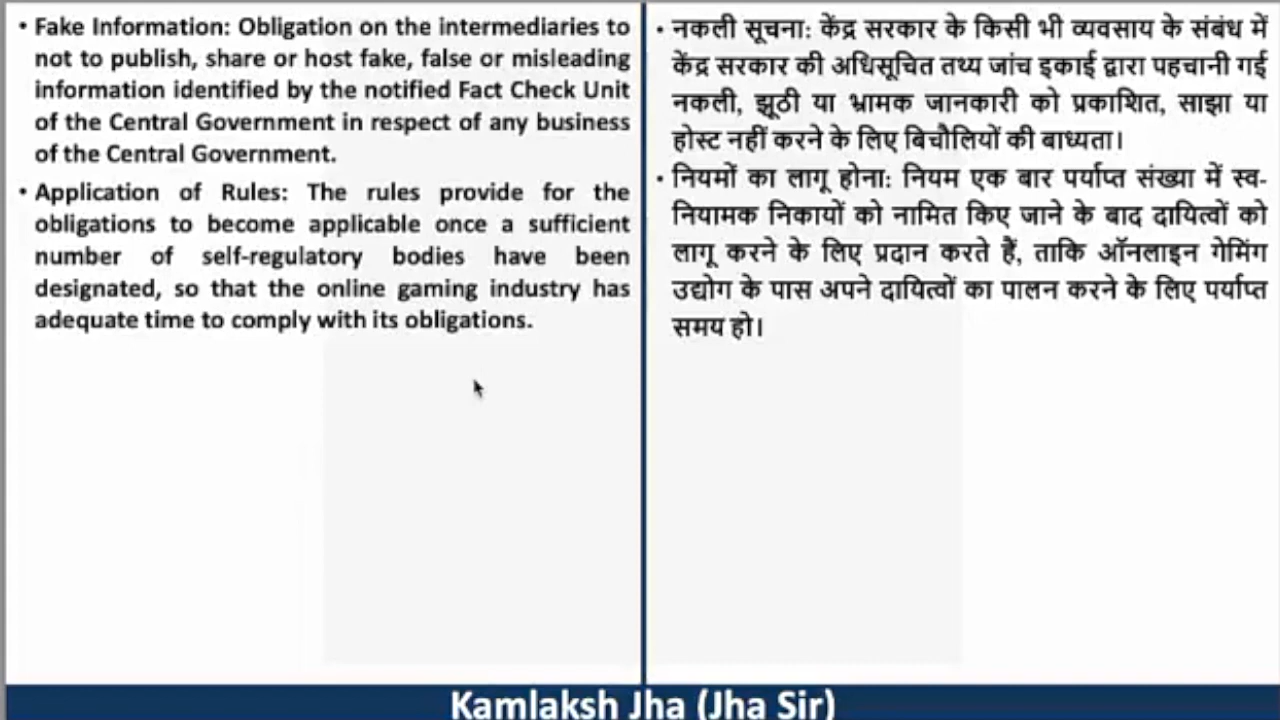 • Fake Information: Obligation on the intermediaries to
not to publish, share or host fake, false or misleading
information identified by the notified Fact Check Unit
of the Central Government in respect of any business
of the Central Government.
• Application of Rules: The rules provide for the
obligations to become applicable once a sufficient
number of self-regulatory bodies have been
designated, so that the online gaming industry has
adequate time to comply with its obligations.
• नकली सूचना: केंद्र सरकार के किसी भी व्यवसाय के संबंध में
केंद्र सरकार की अधिसूचित तथ्य जांच इकाई द्वारा पहचानी गई
नकली, झूठी या भ्रामक जानकारी को प्रकाशित, साझा या
होस्ट नहीं करने के लिए बिचौलियों की बाध्यता।
• नियमों का लागू होना: नियम एक बार पर्याप्त संख्या में स्व-
नियामक निकायों को नामित किए जाने के बाद दायित्वों को
लागू करने के लिए प्रदान करते हैं, ताकि ऑनलाइन गेमिंग
उद्योग के पास अपने दायित्वों का पालन करने के लिए पर्याप्त
समय हो।
Kamlaksh Jha (Jha Sir)